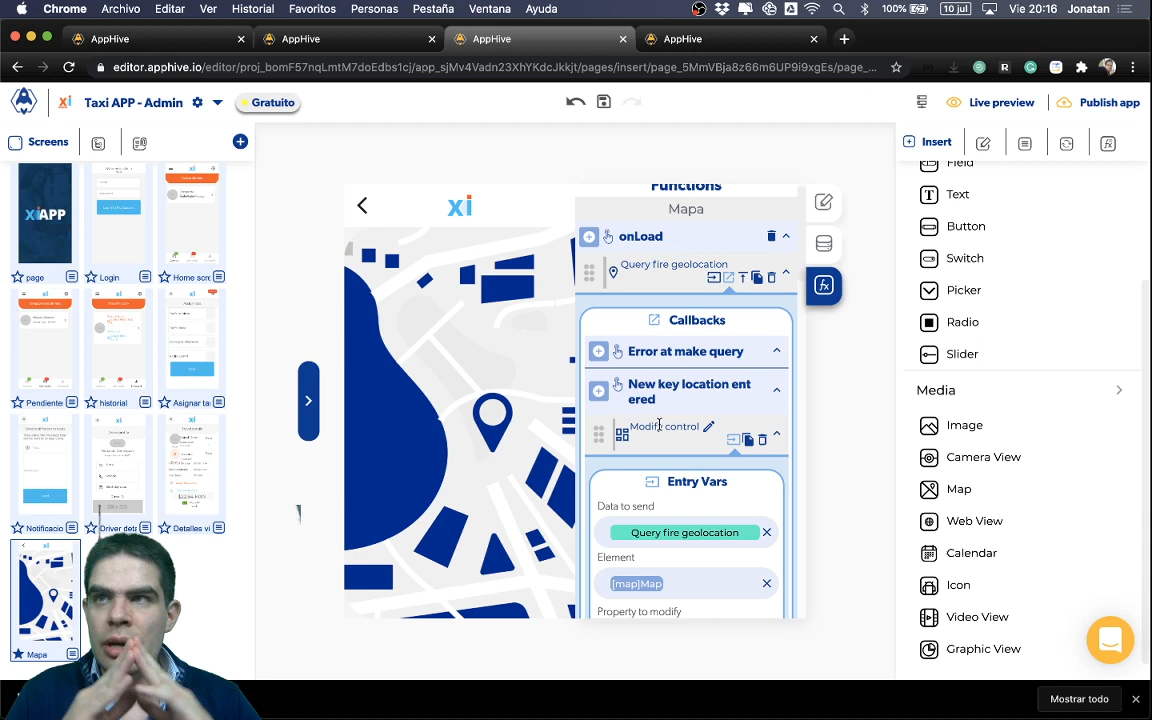 Chrome Archivo Editar Ver Historial Favoritos Personas Pestaña Ventana Ayuda 100% 10 jul Vie 20:16 Jonatan
AppHive AppHive AppHive AppHive
editor.apphive.io/editor/proj_bomF57nqLmtM7doEdbs1cj/app_sjMv4Vadn23XhYKdcJkkjt/pages/insert/page_5MmVBja8z66m6UP9i9xgEs/page_...
xi Taxi APP - Admin Gratuito Live preview Publish app
Screens Insert
Functions
Mapa
xi
onLoad
Query fire geolocation
Callbacks
Error at make query
New key location ent
ered
Modify control
Entry Vars
Data to send
Query fire geolocation
Element
[map]Map
Property to modify
xiAPP
page Login Home scre
Pendiente historial Asignar ta
Notificacio Driver deta Detalles vi
Mapa
Field
Text
Button
Switch
Picker
Radio
Slider
Media
Image
Camera View
Map
Web View
Calendar
Icon
Video View
Graphic View
Mostrar todo